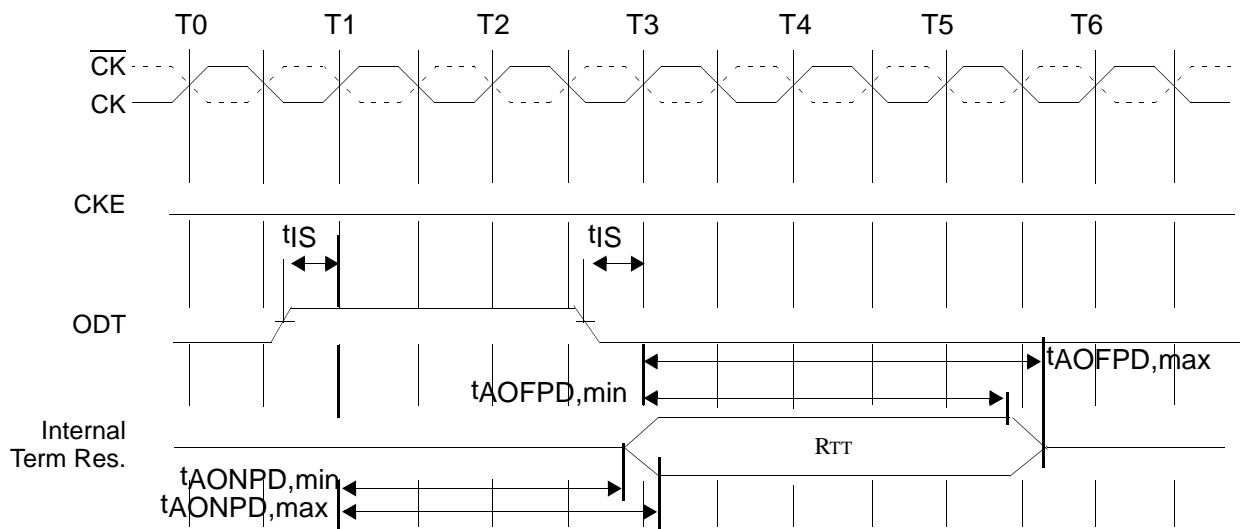 T0 T1 T2 T3 T4 T5 T6
CK
CK
CKE
tIS tIS
ODT
tAOFPD,max
tAOFPD,min
Internal
Term Res.
RTT
tAONPD,min
tAONPD,max